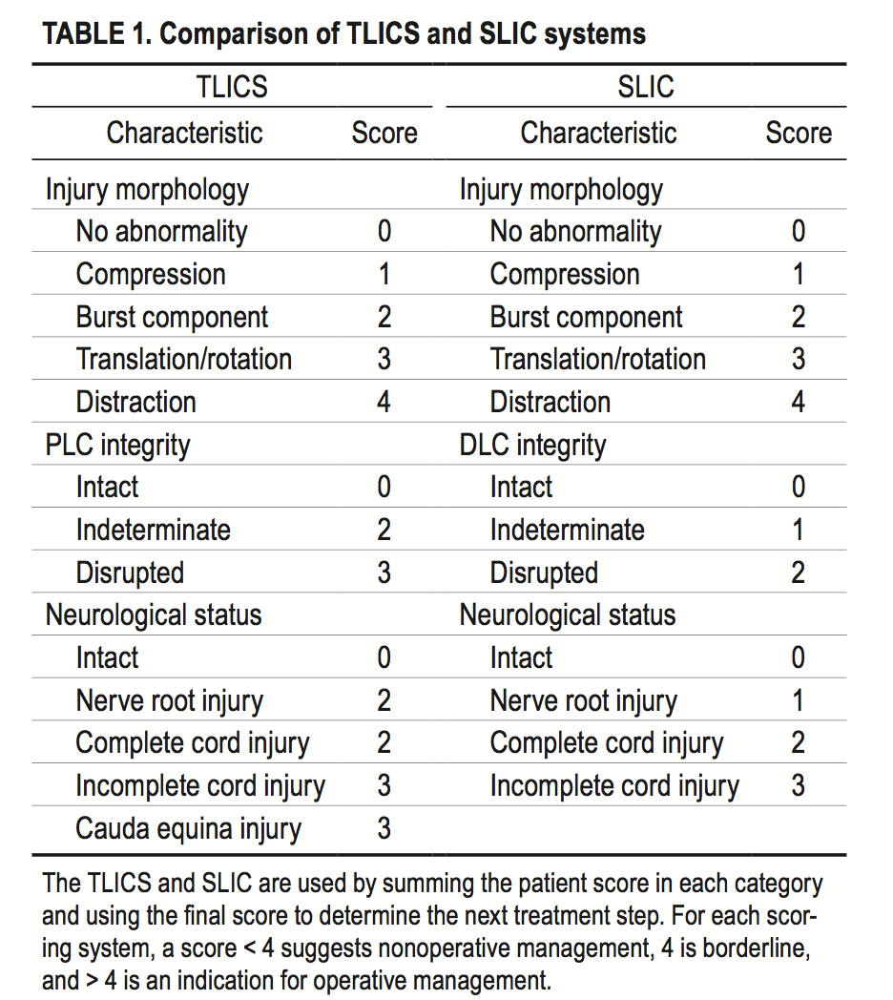 TABLE 1. Comparison of TLICS and SLIC systems
TLICS SLIC
Characteristic Score Characteristic Score
Injury morphology Injury morphology
No abnormality 0 No abnormality 0
Compression 1 Compression 1
Burst component 2 Burst component 2
Translation/rotation 3 Translation/rotation 3
Distraction 4 Distraction 4
PLC integrity DLC integrity
Intact 0 Intact 0
Indeterminate 2 Indeterminate 1
Disrupted 3 Disrupted 2
Neurological status Neurological status
Intact 0 Intact 0
Nerve root injury 2 Nerve root injury 1
Complete cord injury 2 Complete cord injury 2
Incomplete cord injury 3 Incomplete cord injury 3
Cauda equina injury 3
The TLICS and SLIC are used by summing the patient score in each category
and using the final score to determine the next treatment step. For each scor-
ing system, a score < 4 suggests nonoperative management, 4 is borderline,
and > 4 is an indication for operative management.